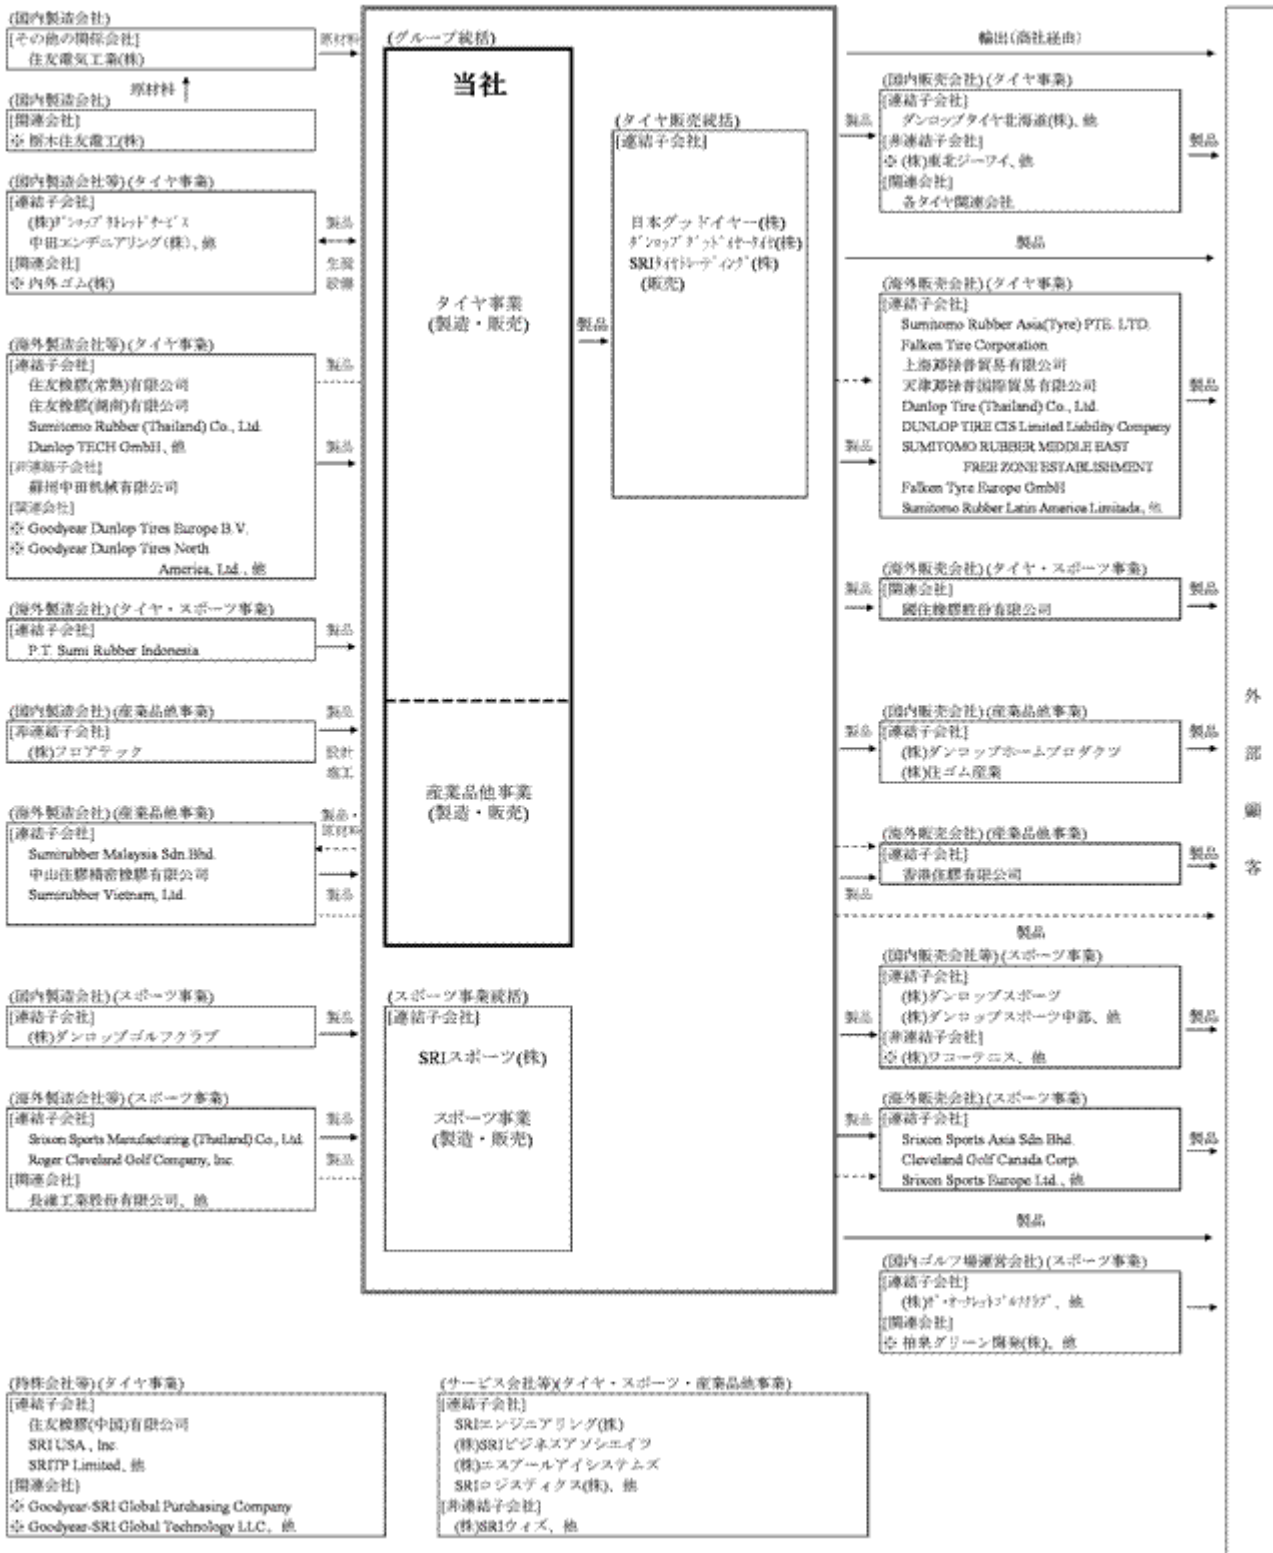 (国内製造会社)
[その他の関係会社]
住友電気工業(株)
原材料
原材料
(国内製造会社)
[関連会社]
※ 栃木住友電工(株)
(国内製造会社等)(タイヤ事業)
[連結子会社]
(株)ダンロップリトレッドサービス
中田エンヂニアリング(株)、他
[関連会社]
※ 内外ゴム(株)
製品
生産
設備
(海外製造会社等)(タイヤ事業)
[連結子会社]
住友橡膠(常熟)有限公司
住友橡膠(湖南)有限公司
Sumitomo Rubber (Thailand) Co., Ltd.
Dunlop TECH GmbH、他
[非連結子会社]
蘇州中田机械有限公司
[関連会社]
※ Goodyear Dunlop Tires Europe B.V.
※ Goodyear Dunlop Tires North
America, Ltd.、他
製品
製品
(海外製造会社)(タイヤ・スポーツ事業)
[連結子会社]
P.T. Sumi Rubber Indonesia
製品
(国内製造会社)(産業品他事業)
[非連結子会社]
(株)フロアテック
製品
設計
施工
(海外製造会社)(産業品他事業)
[連結子会社]
Sumirubber Malaysia Sdn.Bhd.
中山住膠精密橡膠有限公司
Sumirubber Vietnam, Ltd.
製品・
原材料
製品
(国内製造会社)(スポーツ事業)
[連結子会社]
(株)ダンロップゴルフクラブ
製品
(海外製造会社等)(スポーツ事業)
[連結子会社]
Srixon Sports Manufacturing (Thailand) Co., Ltd.
Roger Cleveland Golf Company, Inc.
[関連会社]
長維工業股份有限公司、他
製品
製品
(グループ統括)
当社
タイヤ事業
(製造・販売)
産業品他事業
(製造・販売)
製品
(タイヤ販売統括)
[連結子会社]
日本グッドイヤー(株)
ダンロップグッドイヤータイヤ(株)
SRIタイヤトレーディング(株)
(販売)
(スポーツ事業統括)
[連結子会社]
SRIスポーツ(株)
スポーツ事業
(製造・販売)
輸出(商社経由)
(国内販売会社)(タイヤ事業)
[連結子会社]
ダンロップタイヤ北海道(株)、他
[非連結子会社]
※ (株)東北ジーワイ、他
[関連会社]
各タイヤ関連会社
製品
製品
製品
(海外販売会社)(タイヤ事業)
[連結子会社]
Sumitomo Rubber Asia(Tyre) PTE. LTD.
Falken Tire Corporation
上海鄧禄普貿易有限公司
天津鄧禄普国際貿易有限公司
Dunlop Tire (Thailand) Co., Ltd.
DUNLOP TIRE CIS Limited Liability Company
SUMITOMO RUBBER MIDDLE EAST
FREE ZONE ESTABLISHMENT
Falken Tyre Europe GmbH
Sumitomo Rubber Latin America Limitada、他
製品
製品
(海外販売会社)(タイヤ・スポーツ事業)
[関連会社]
國住橡膠股份有限公司
製品
製品
(国内販売会社)(産業品他事業)
[連結子会社]
(株)ダンロップホームプロダクツ
(株)住ゴム産業
製品
製品
(海外販売会社)(産業品他事業)
[連結子会社]
香港住膠有限公司
製品
製品
製品
(国内販売会社等)(スポーツ事業)
[連結子会社]
(株)ダンロップスポーツ
(株)ダンロップスポーツ中部、他
[非連結子会社]
※ (株)ワコーテニス、他
製品
製品
(海外販売会社)(スポーツ事業)
[連結子会社]
Srixon Sports Asia Sdn Bhd.
Cleveland Golf Canada Corp.
Srixon Sports Europe Ltd.、他
製品
製品
製品
(国内ゴルフ場運営会社)(スポーツ事業)
[連結子会社]
(株)ザ・オークレットゴルフクラブ、他
[関連会社]
※ 柏泉グリーン開発(株)、他
外
部
顧
客
(持株会社等)(タイヤ事業)
[連結子会社]
住友橡膠(中国)有限公司
SRI USA, Inc.
SRITP Limited、他
[関連会社]
※ Goodyear-SRI Global Purchasing Company
※ Goodyear-SRI Global Technology LLC、他
(サービス会社等)(タイヤ・スポーツ・産業品他事業)
[連結子会社]
SRIエンジニアリング(株)
(株)SRIビジネスアソシエイツ
(株)エスアールアイシステムズ
SRIロジスティクス(株)、他
[非連結子会社]
(株)SRIウィズ、他